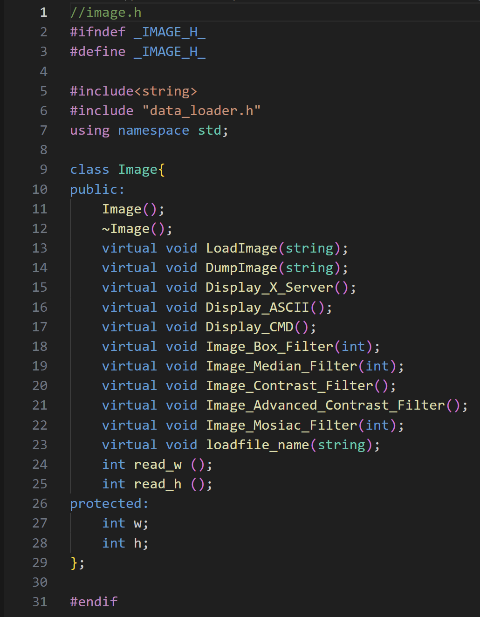 1 //image.h
2 #ifndef _IMAGE_H_
3 #define _IMAGE_H_
4
5 #include<string>
6 #include "data_loader.h"
7 using namespace std;
8
9 class Image{
10 public:
11     Image();
12     ~Image();
13     virtual void LoadImage(string);
14     virtual void DumpImage(string);
15     virtual void Display_X_Server();
16     virtual void Display_ASCII();
17     virtual void Display_CMD();
18     virtual void Image_Box_Filter(int);
19     virtual void Image_Median_Filter(int);
20     virtual void Image_Contrast_Filter();
21     virtual void Image_Advanced_Contrast_Filter();
22     virtual void Image_Mosiac_Filter(int);
23     virtual void loadfile_name(string);
24     int read_w ();
25     int read_h ();
26 protected:
27     int w;
28     int h;
29 };
30
31 #endif